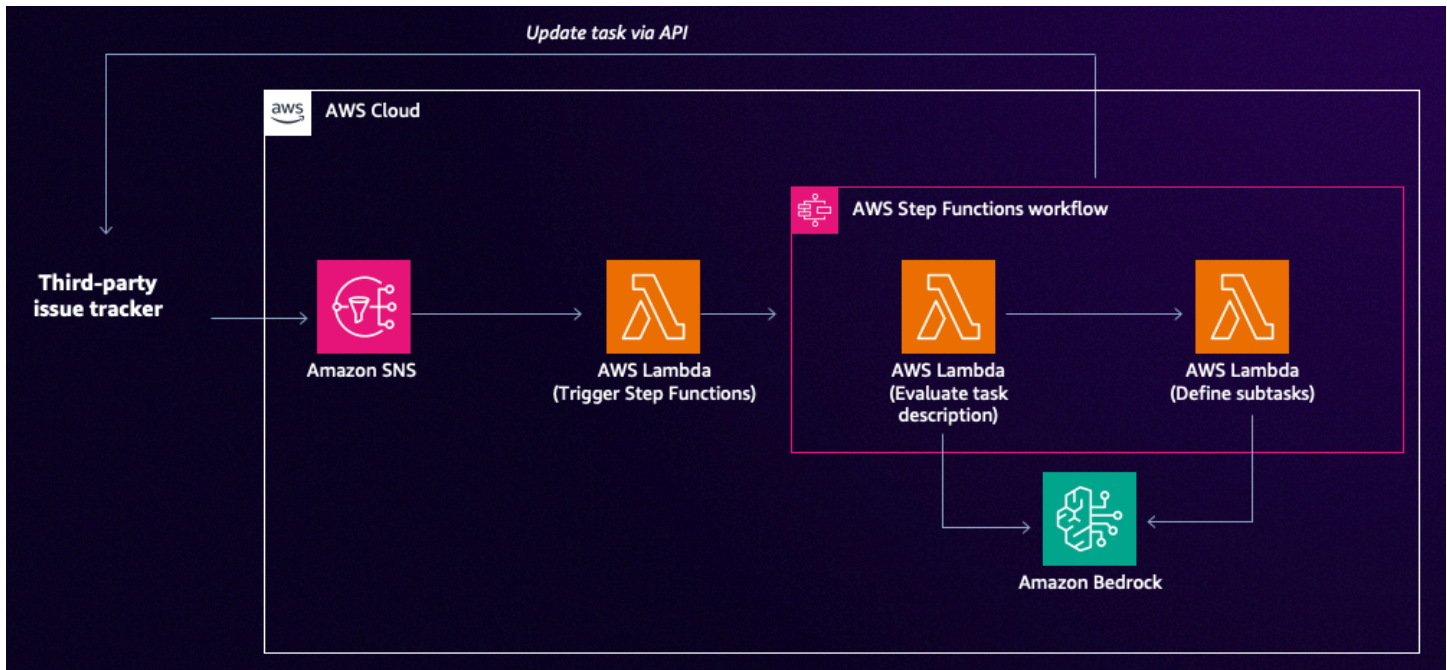 Update task via API
aws
AWS Cloud
AWS Step Functions workflow
Third-party
issue tracker
Amazon SNS
AWS Lambda
(Trigger Step Functions)
AWS Lambda
(Evaluate task
description)
AWS Lambda
(Define subtasks)
Amazon Bedrock